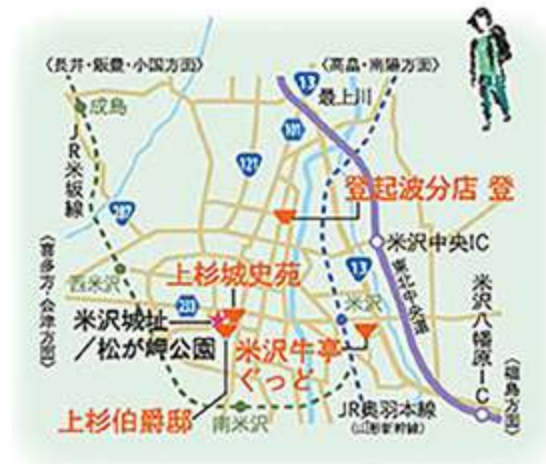 〈長井・飯豊・小国方面〉
〈高畠・南陽方面〉
13
最上川
成島
JR米坂線
101
121
登起波分店 登
287
米沢中央IC
13
東北中央道
〈喜多方・会津方面〉
西米沢
上杉城史苑
233
米沢
米沢八幡原IC
米沢城址
/松が岬公園
米沢牛亭
ぐっど
〈福島方面〉
上杉伯爵邸
南米沢
JR奥羽本線
(山形新幹線)